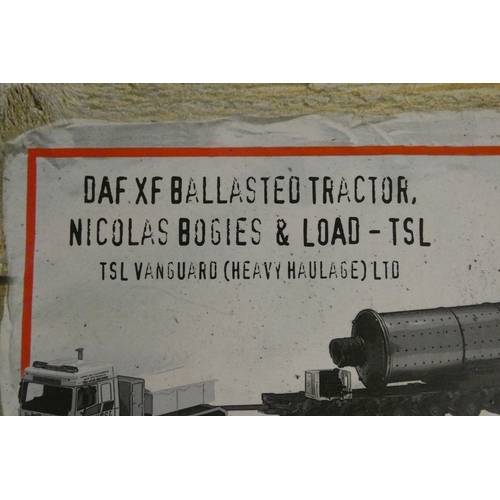 DAF XF BALLASTED TRACTOR,
NICOLAS BOGIES & LOAD - TSL
TSL VANGUARD (HEAVY HAULAGE) LTD